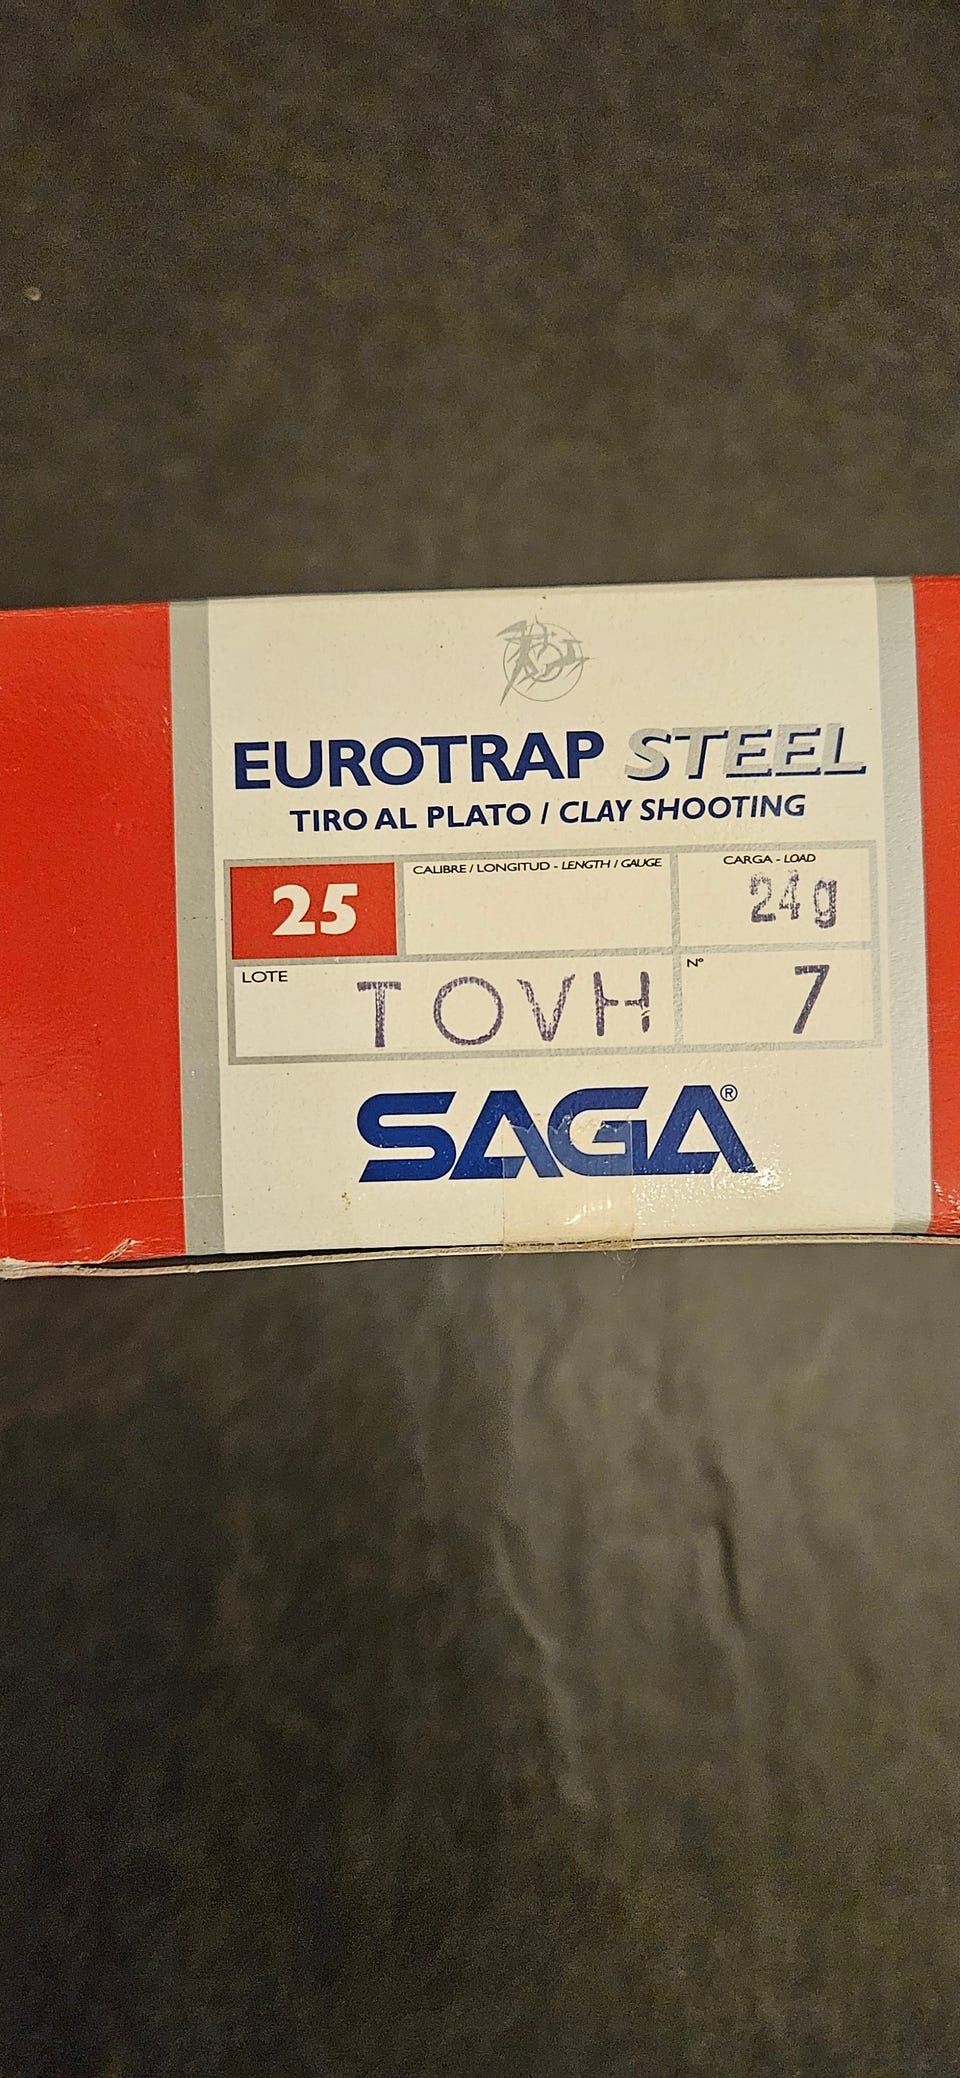 EUROTRAP STEEL
TIRO AL PLATO / CLAY SHOOTING
25
CALIBRE / LONGITUD - LENGTH / GAUGE
CARGA - LOAD
24g
LOTE
TOVH
Nº
7
SAGA®